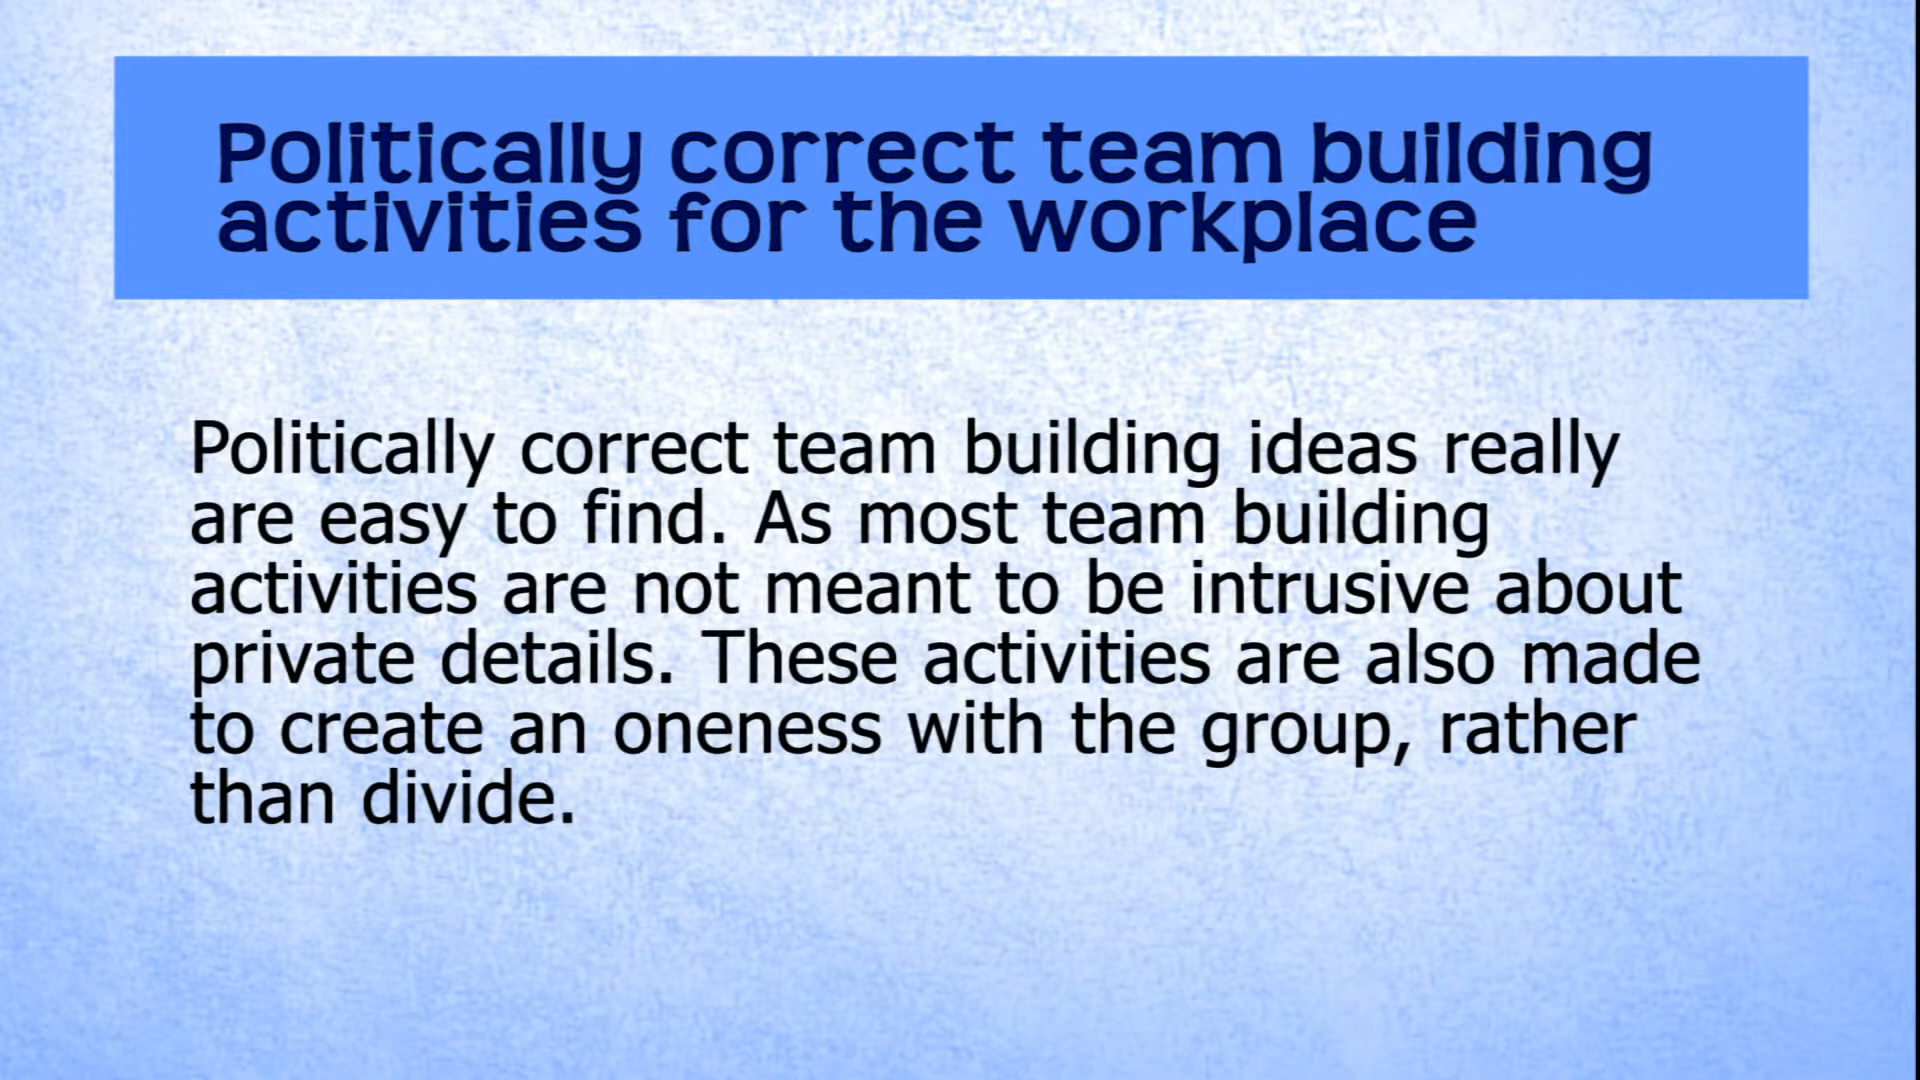 Politically correct team building
activities for the workplace
Politically correct team building ideas really
are easy to find. As most team building
activities are not meant to be intrusive about
private details. These activities are also made
to create an oneness with the group, rather
than divide.